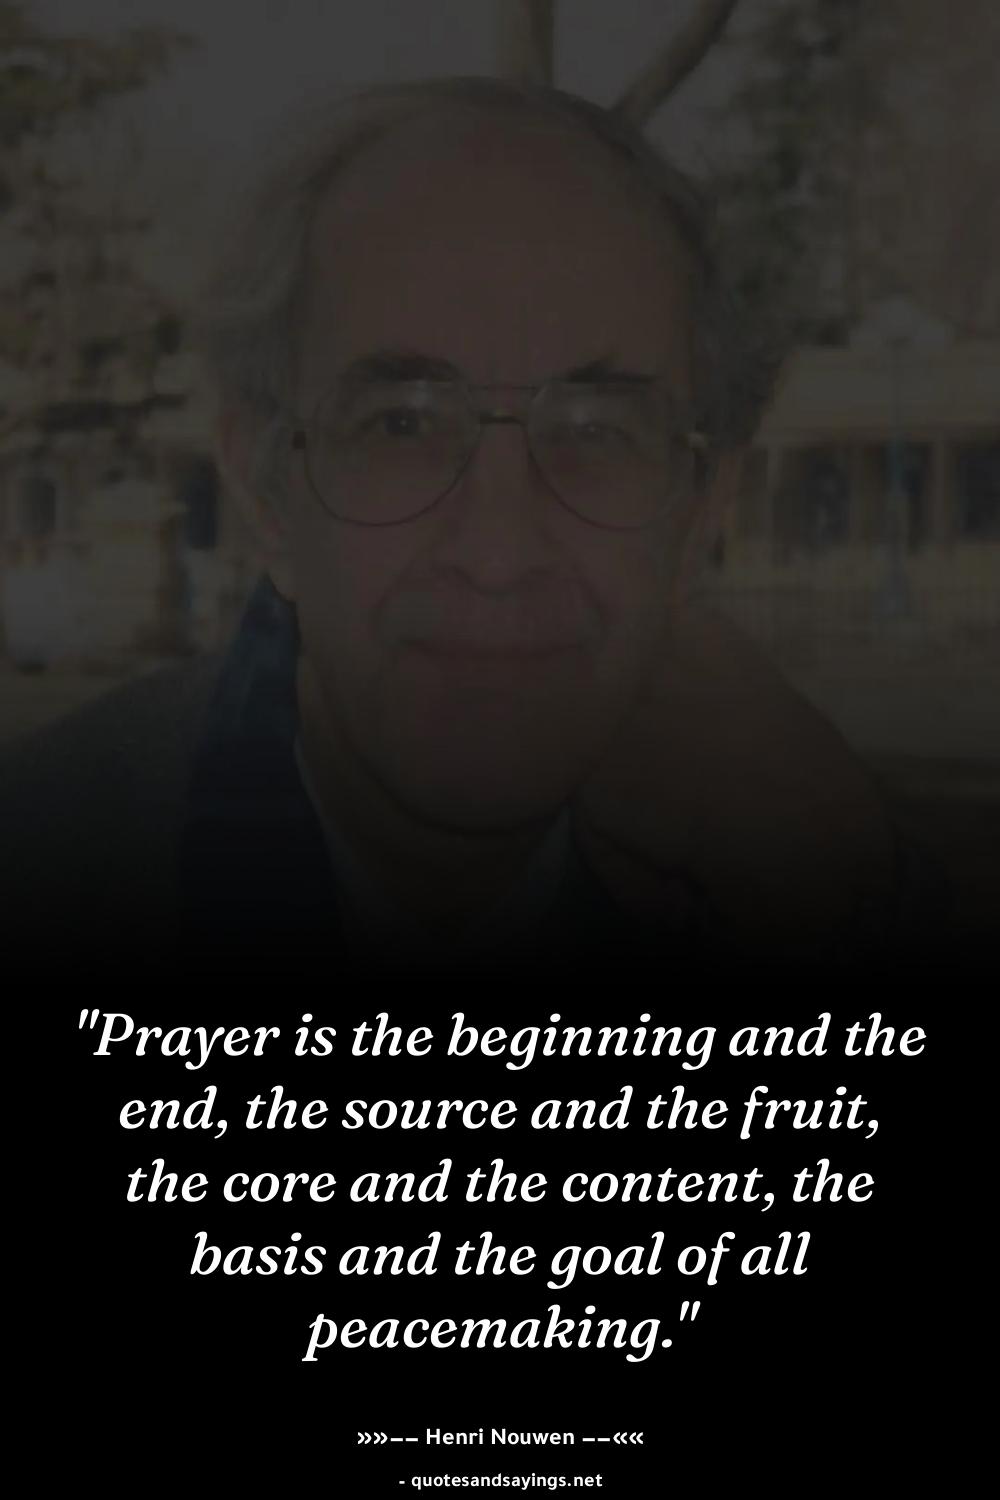 "Prayer is the beginning and the
end, the source and the fruit,
the core and the content, the
basis and the goal of all
peacemaking."
»»–– Henri Nouwen ––««
- quotesandsayings.net